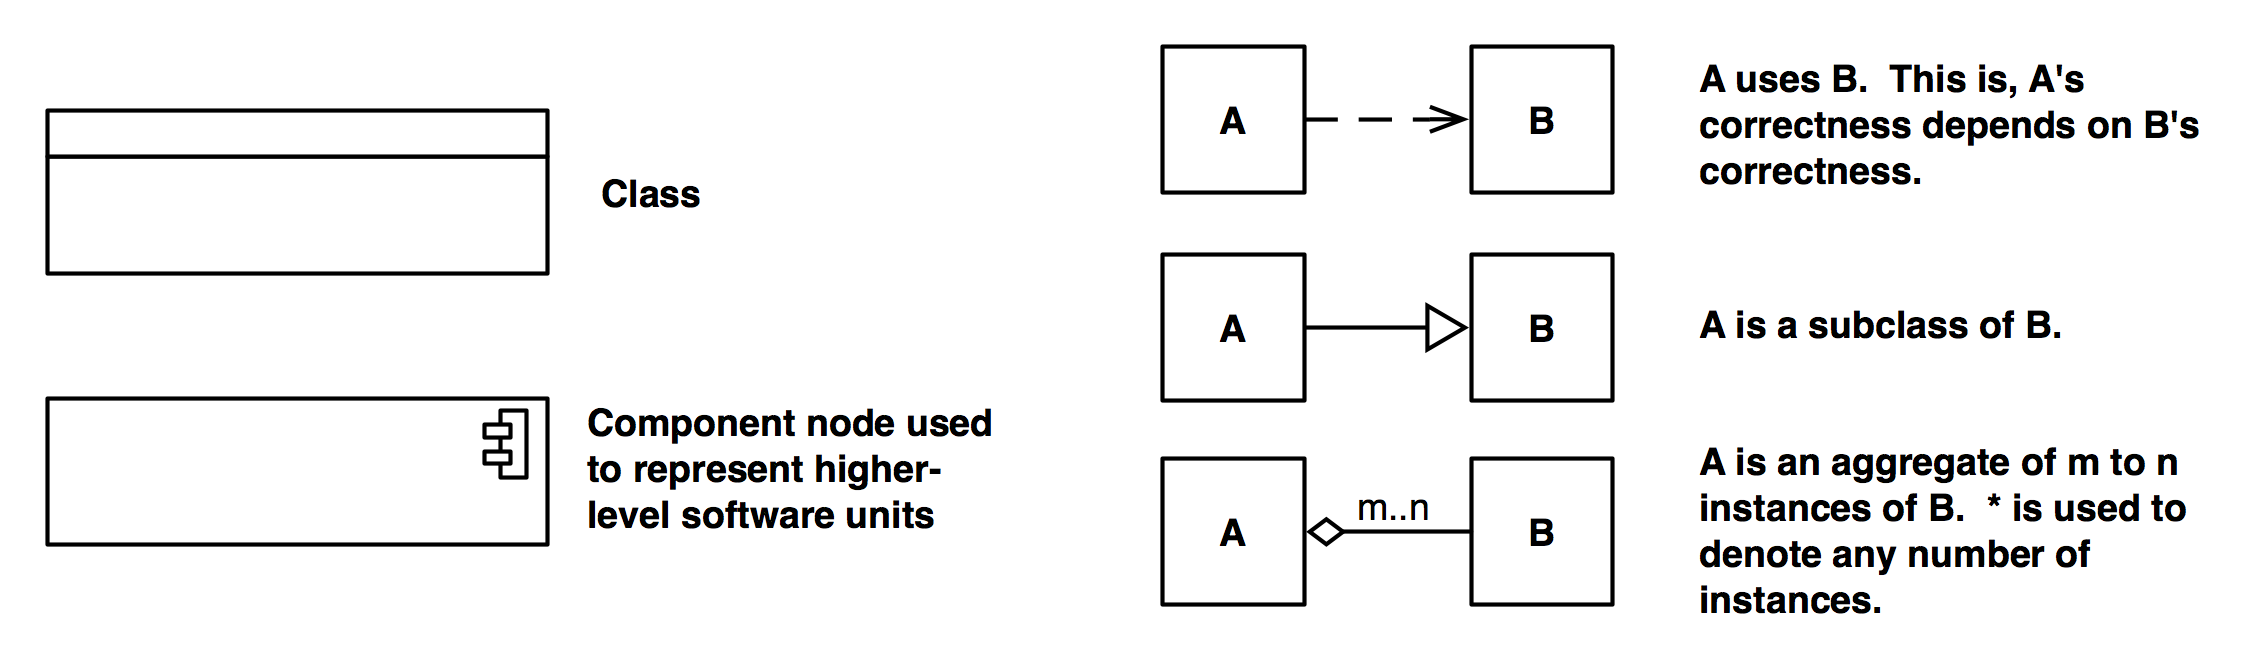 Class
Component node used
to represent higher-
level software units
A
B
A uses B.  This is, A's
correctness depends on B's
correctness.
A
B
A is a subclass of B.
A
m..n
B
A is an aggregate of m to n
instances of B.  * is used to
denote any number of
instances.